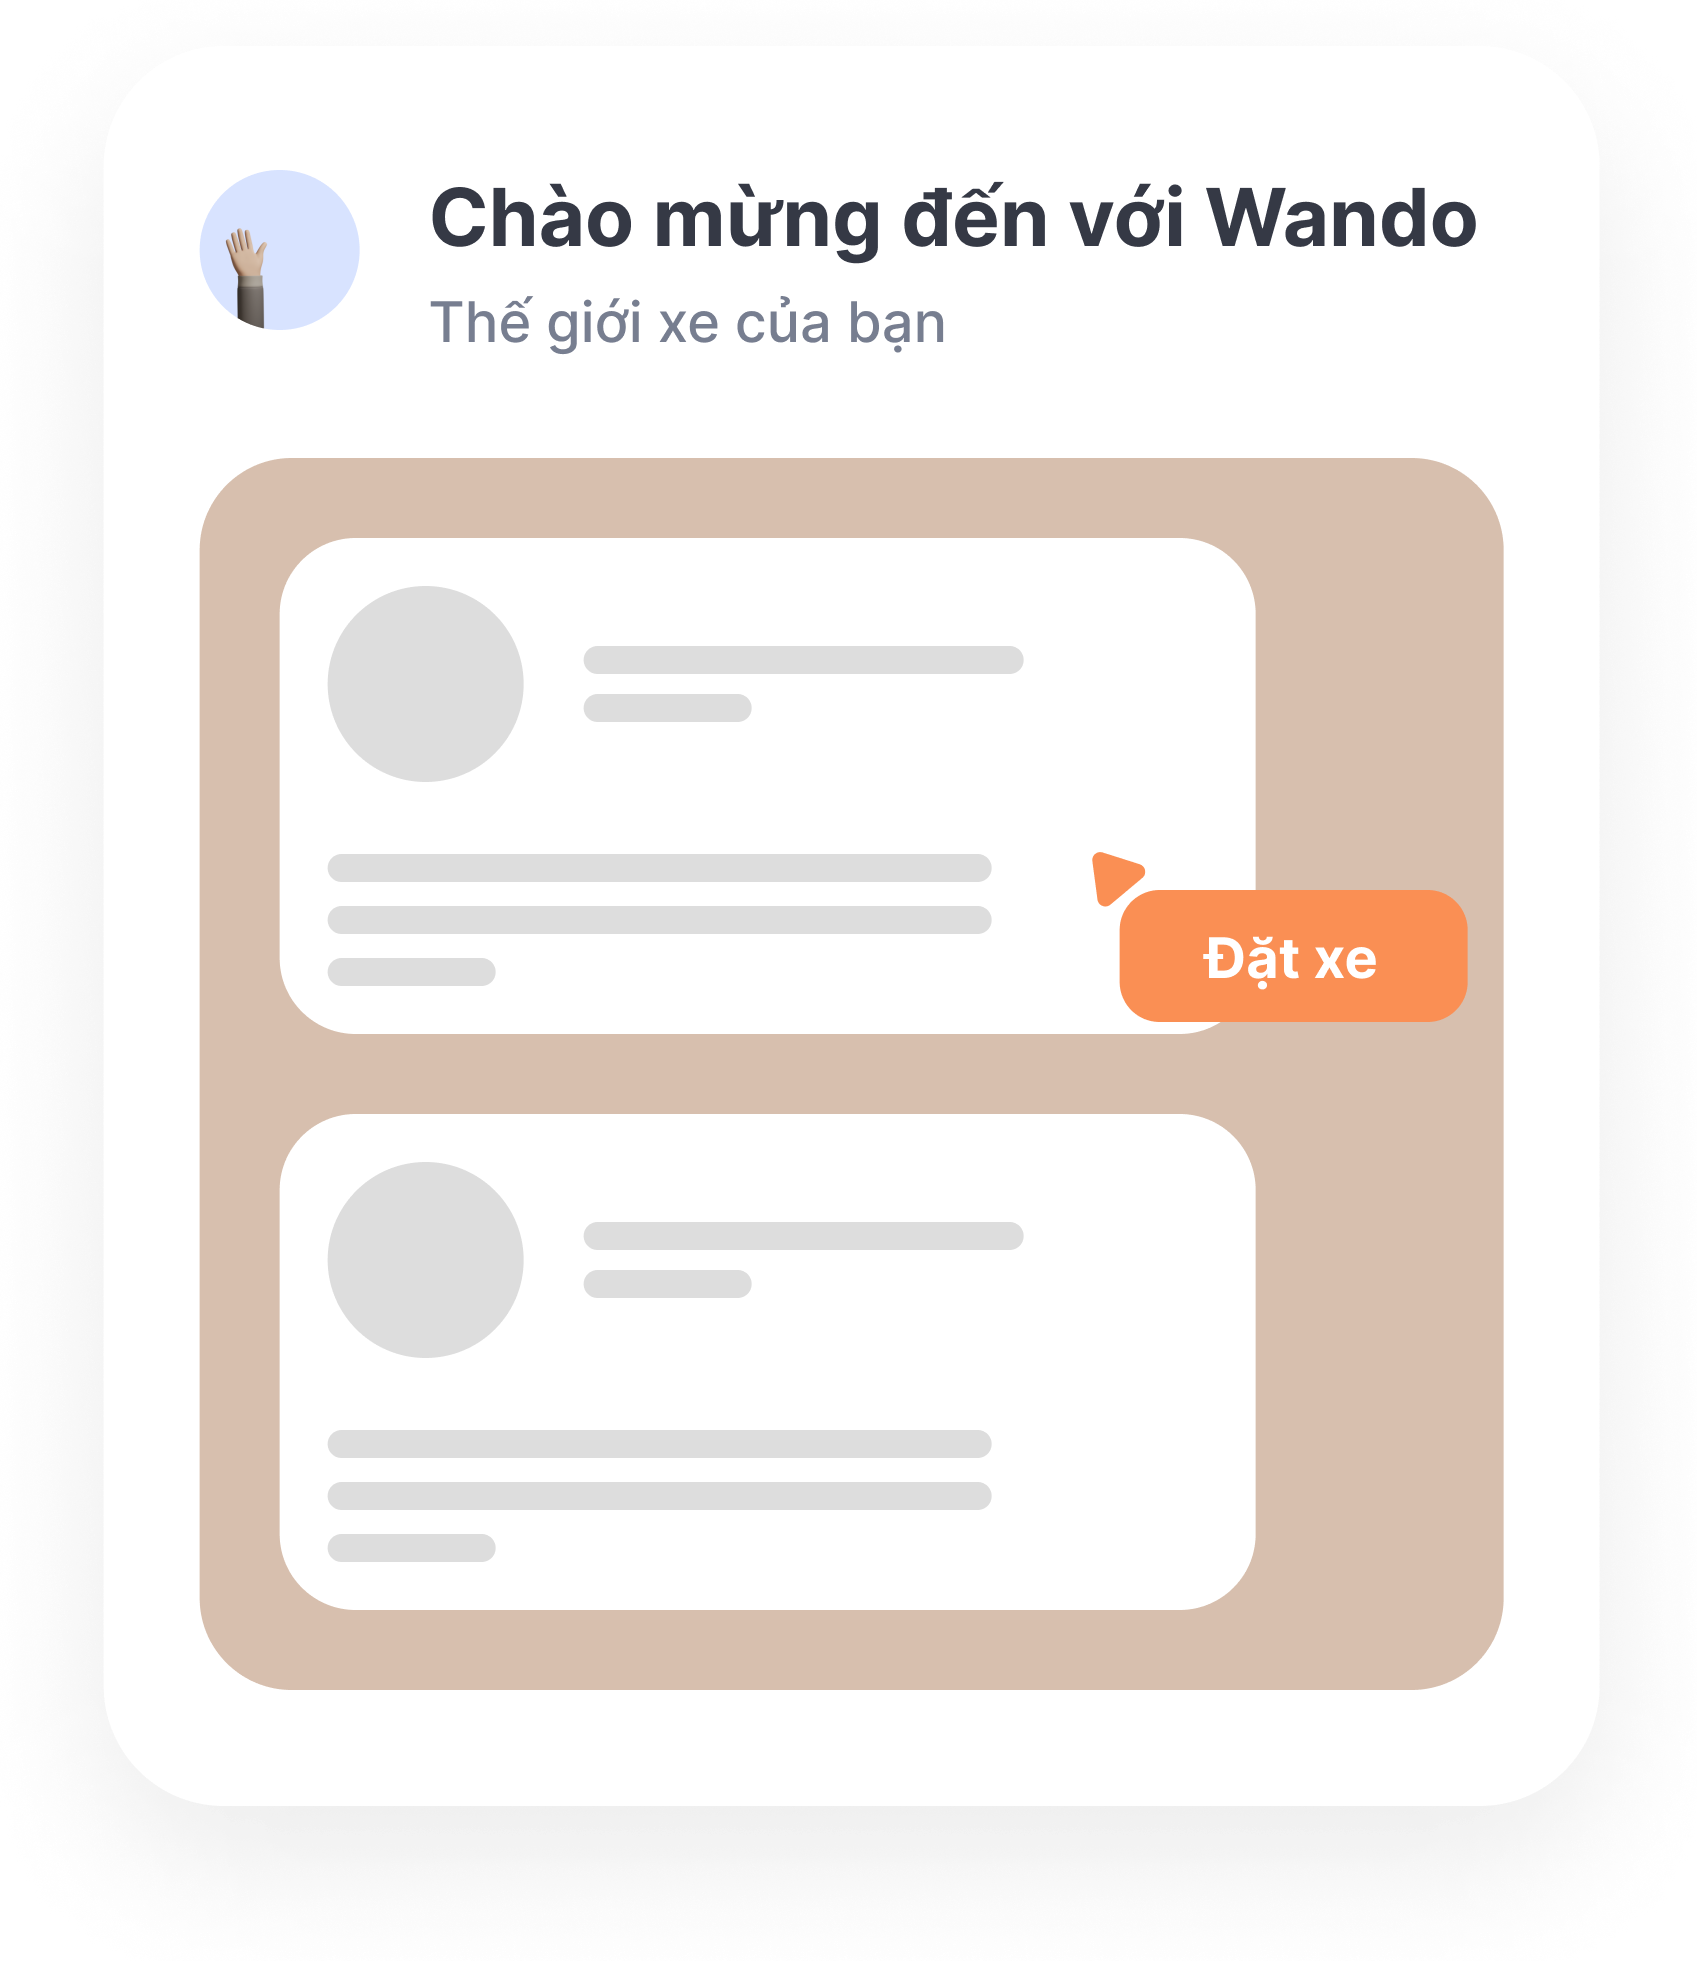 Chào mừng đến với Wando
Thế giới xe của bạn
Đặt xe